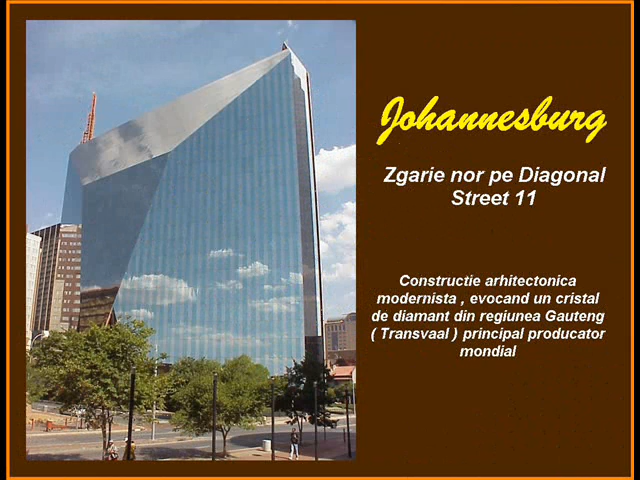 Johannesburg
Zgarie nor pe Diagonal
Street 11
Constructie arhitectonica
modernista , evocand un cristal
de diamant din regiunea Gauteng
( Transvaal ) principal producator
mondial